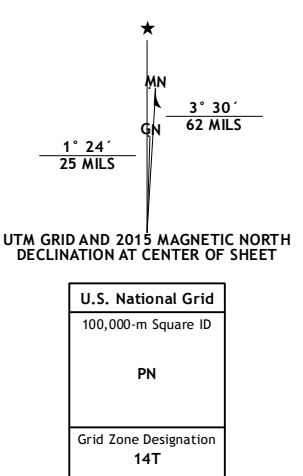 ★
MN
3° 30´
62 MILS
GN
1° 24´
25 MILS
UTM GRID AND 2015 MAGNETIC NORTH
DECLINATION AT CENTER OF SHEET
U.S. National Grid
100,000-m Square ID
PN
Grid Zone Designation
14T